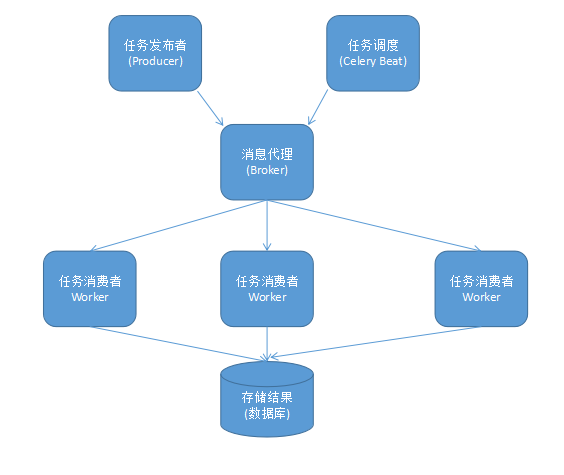 任务发布者
(Producer)
任务调度
(Celery Beat)
消息代理
(Broker)
任务消费者
Worker
任务消费者
Worker
任务消费者
Worker
存储结果
(数据库)